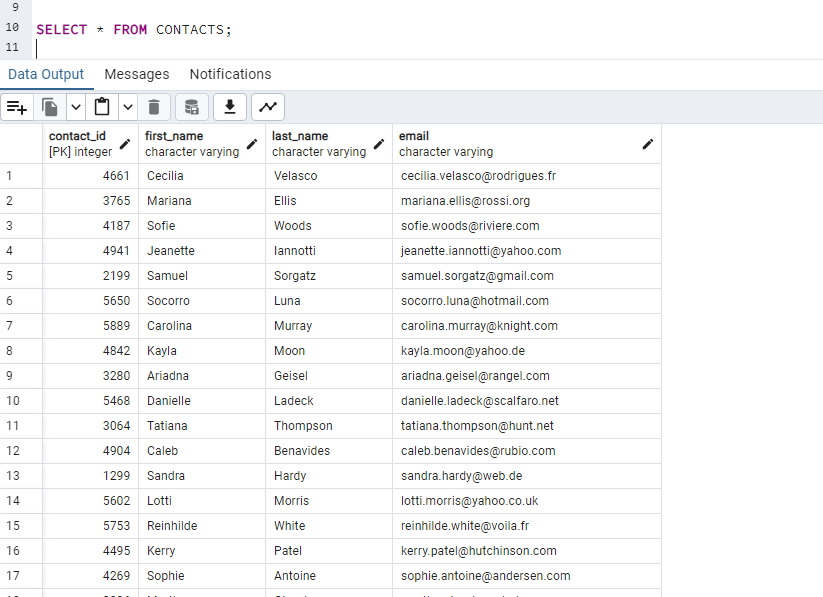 9
10 SELECT * FROM CONTACTS;
11
Data Output Messages Notifications
contact_id first_name last_name email
[PK] integer character varying character varying character varying
1 4661 Cecilia Velasco cecilia.velasco@rodrigues.fr
2 3765 Mariana Ellis mariana.ellis@rossi.org
3 4187 Sofie Woods sofie.woods@riviere.com
4 4941 Jeanette Iannotti jeanette.iannotti@yahoo.com
5 2199 Samuel Sorgatz samuel.sorgatz@gmail.com
6 5650 Socorro Luna socorro.luna@hotmail.com
7 5889 Carolina Murray carolina.murray@knight.com
8 4842 Kayla Moon kayla.moon@yahoo.de
9 3280 Ariadna Geisel ariadna.geisel@rangel.com
10 5468 Danielle Ladeck danielle.ladeck@scalfaro.net
11 3064 Tatiana Thompson tatiana.thompson@hunt.net
12 4904 Caleb Benavides caleb.benavides@rubio.com
13 1299 Sandra Hardy sandra.hardy@web.de
14 5602 Lotti Morris lotti.morris@yahoo.co.uk
15 5753 Reinhilde White reinhilde.white@voila.fr
16 4495 Kerry Patel kerry.patel@hutchinson.com
17 4269 Sophie Antoine sophie.antoine@andersen.com